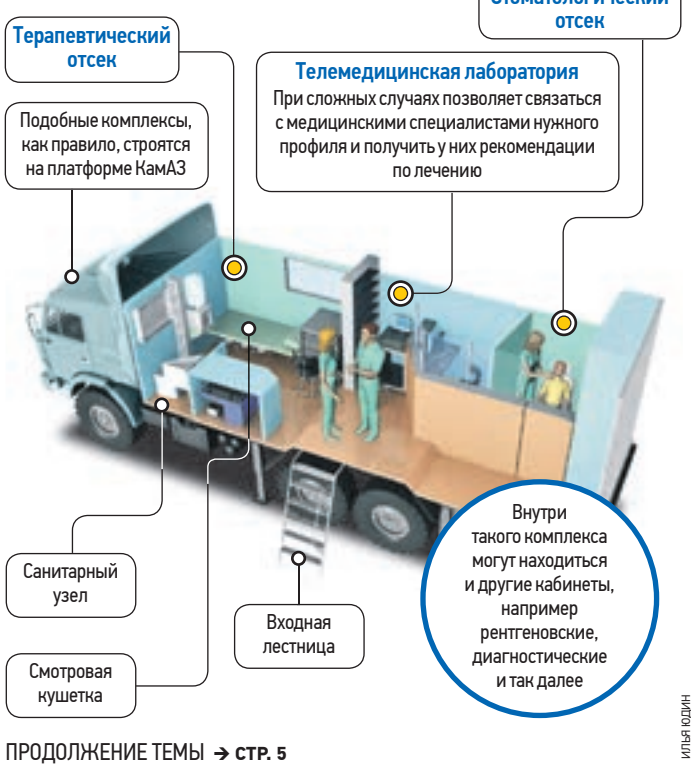 Стоматологический
отсек
Терапевтический
отсек
Телемедицинская лаборатория
При сложных случаях позволяет связаться
с медицинскими специалистами нужного
профиля и получить у них рекомендации
по лечению
Подобные комплексы,
как правило, строятся
на платформе КамАЗ
Санитарный
узел
Смотровая
кушетка
Входная
лестница
Внутри
такого комплекса
могут находиться
и другие кабинеты,
например
рентгеновские,
диагностические
и так далее
ИЛЬЯ ЮДИН
ПРОДОЛЖЕНИЕ ТЕМЫ → СТР. 5